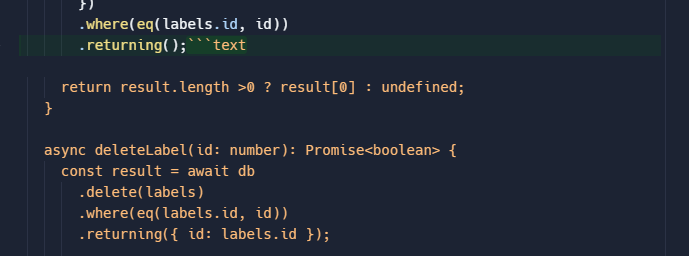 })
.where(eq(labels.id, id))
.returning();```text
return result.length >0 ? result[0] : undefined;
}
async deleteLabel(id: number): Promise<boolean> {
const result = await db
.delete(labels)
.where(eq(labels.id, id))
.returning({ id: labels.id });